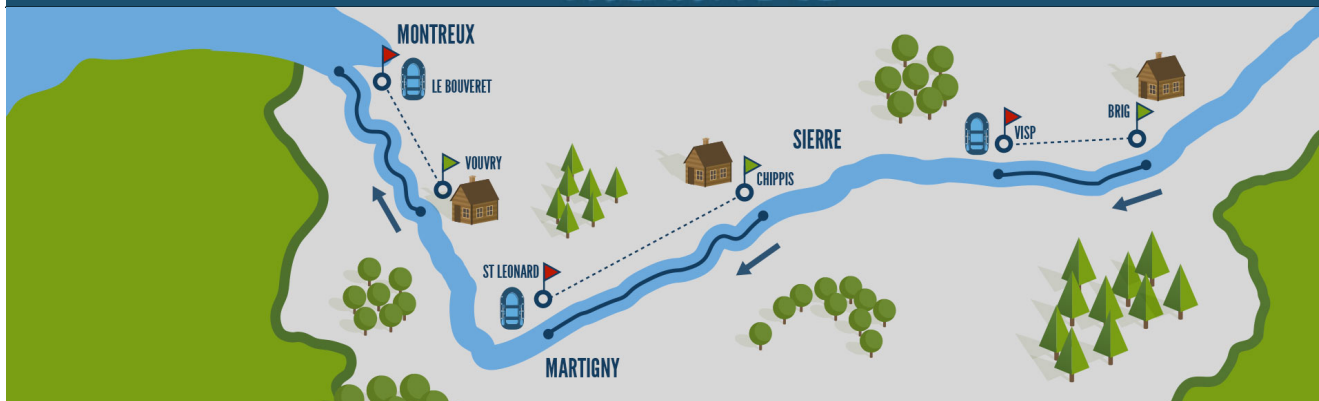 MONTREUX
LE BOUVERET
VOUVRY
ST LEONARD
MARTIGNY
CHIPPIS
SIERRE
VISP
BRIG